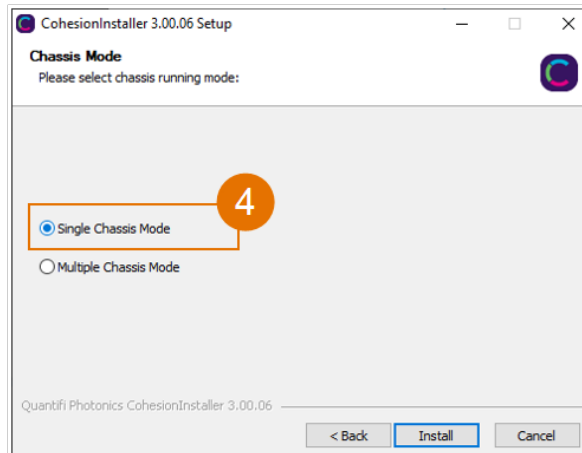 CohesionInstaller 3.00.06 Setup
Chassis Mode
Please select chassis running mode:
4
Single Chassis Mode
Multiple Chassis Mode
Quantifi Photonics CohesionInstaller 3.00.06
< Back Install Cancel